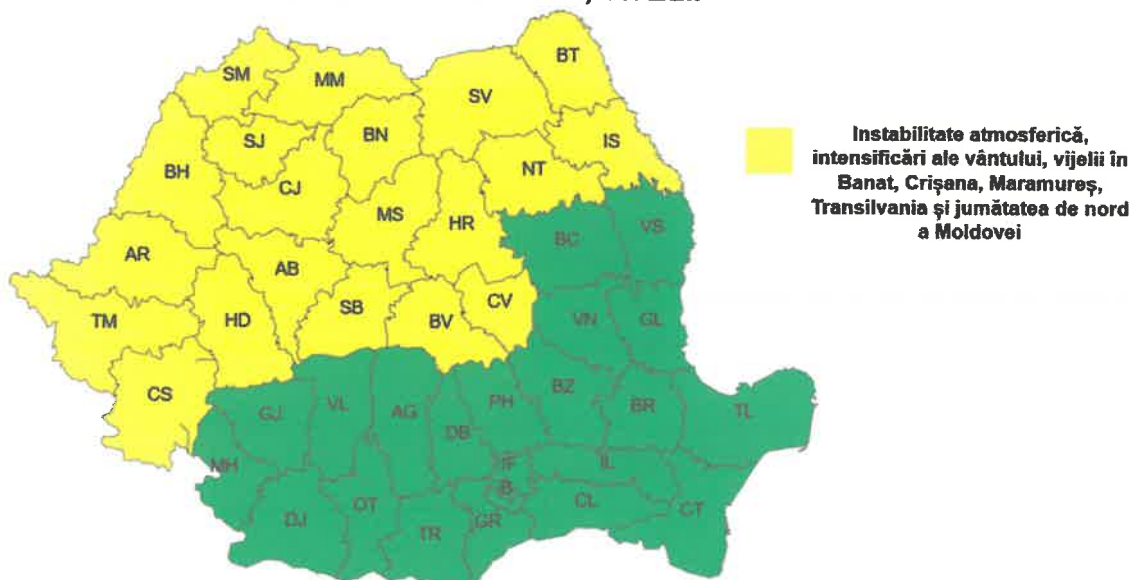 SM
MM
BT
SV
SJ
BN
IS
BH
CJ
NT
MS
HR
AR
AB
BC
VS
TM
HD
SB
BV
CV
VN
GL
CS
GJ
VL
AG
DB
PH
BZ
BR
TL
MH
IF
IL
B
DJ
OT
TR
GR
CL
CT
Instabilitate atmosferică,
intensificări ale vântului, vijelii în
Banat, Crișana, Maramureș,
Transilvania și jumătatea de nord
a Moldovei